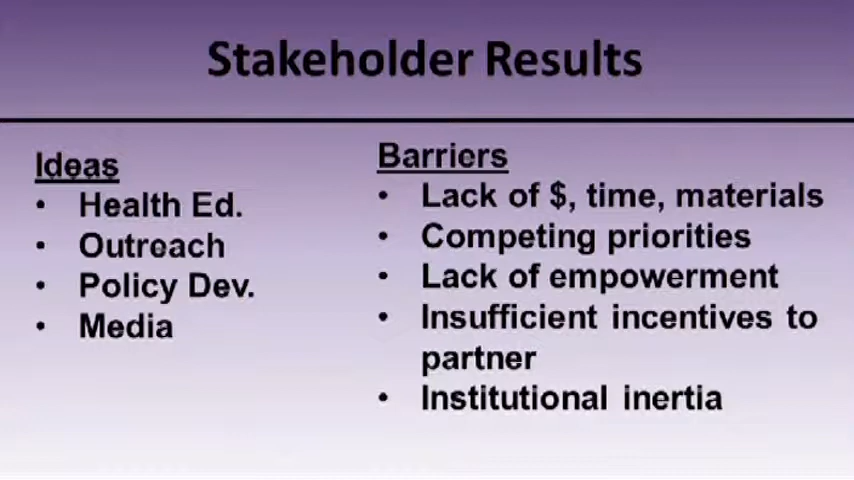 Stakeholder Results
Ideas
• Health Ed.
• Outreach
• Policy Dev.
• Media
Barriers
• Lack of $, time, materials
• Competing priorities
• Lack of empowerment
• Insufficient incentives to
partner
• Institutional inertia